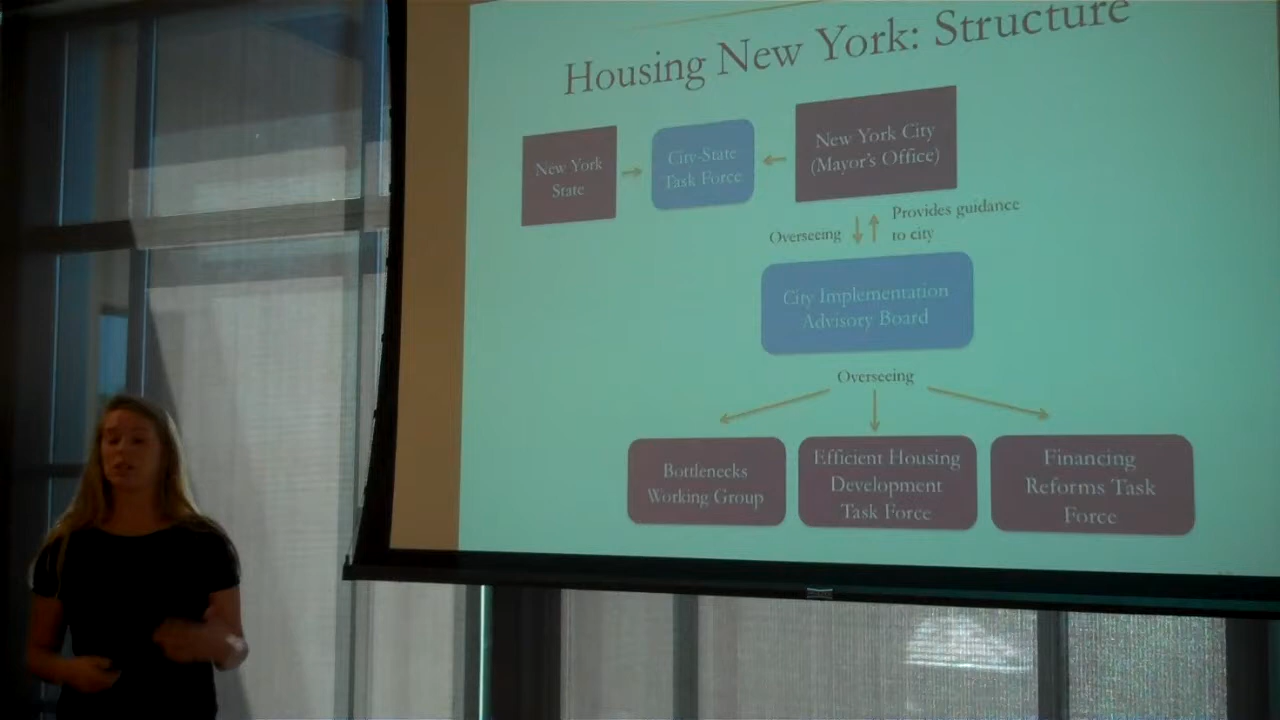 Housing New York: Structure
New York
State
City-State
Task Force
New York City
(Mayor's Office)
Overseeing
Provides guidance
to city
City Implementation
Advisory Board
Overseeing
Bottlenecks
Working Group
Efficient Housing
Development
Task Force
Financing
Reforms Task
Force